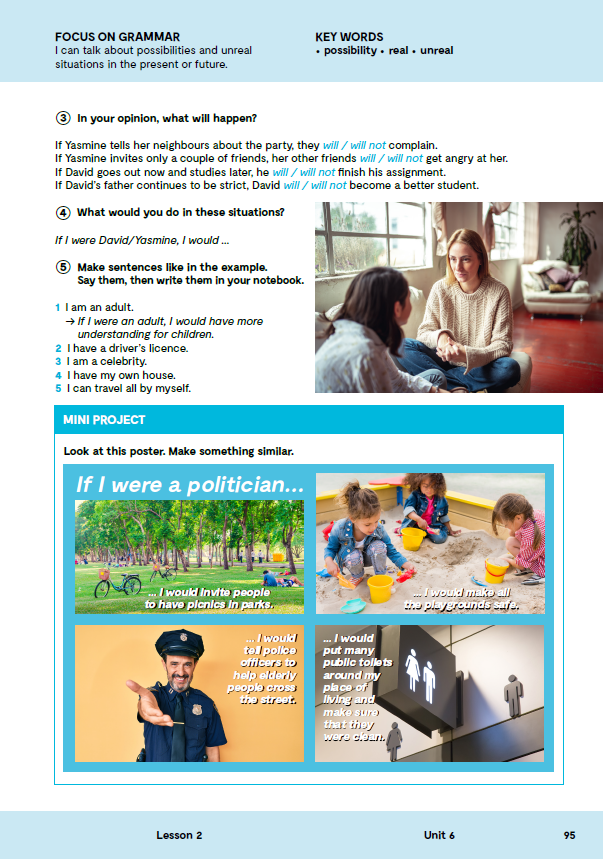 FOCUS ON GRAMMAR
I can talk about possibilities and unreal
situations in the present or future.
KEY WORDS
• possibility • real • unreal
3 In your opinion, what will happen?
If Yasmine tells her neighbours about the party, they will / will not complain.
If Yasmine invites only a couple of friends, her other friends will / will not get angry at her.
If David goes out now and studies later, he will / will not finish his assignment.
If David's father continues to be strict, David will / will not become a better student.
4 What would you do in these situations?
If I were David/Yasmine, I would ...
5 Make sentences like in the example.
Say them, then write them in your notebook.
1 I am an adult.
→ If I were an adult, I would have more
understanding for children.
2 I have a driver's licence.
3 I am a celebrity.
4 I have my own house.
5 I can travel all by myself.
MINI PROJECT
Look at this poster. Make something similar.
If I were a politician...
... I would invite people
to have picnics in parks.
... I would make all
the playgrounds safe.
... I would
tell police
officers to
help elderly
people cross
the street.
... I would
put many
public toilets
around my
place of
living and
make sure
that they
were clean.
Lesson 2
Unit 6
95